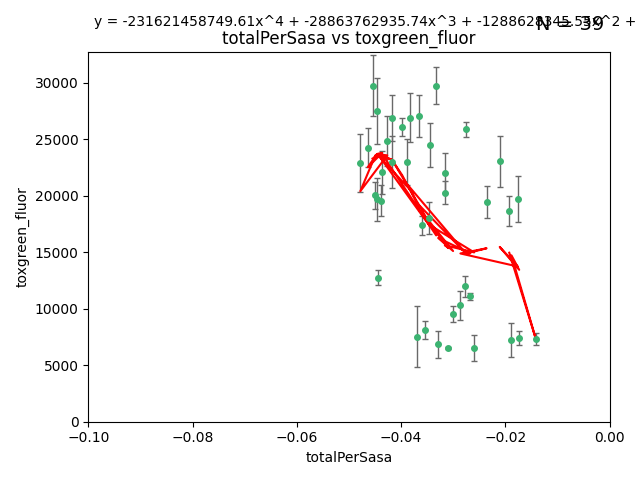 y = -231621458749.61x^4 + -28863762935.74x^3 + -1288628345.
x^2 +
N = 39
totalPerSasa vs toxgreen_fluor
toxgreen_fluor
30000
25000
20000
15000
10000
5000
0
−0.10
−0.08
−0.06
−0.04
−0.02
0.00
totalPerSasa